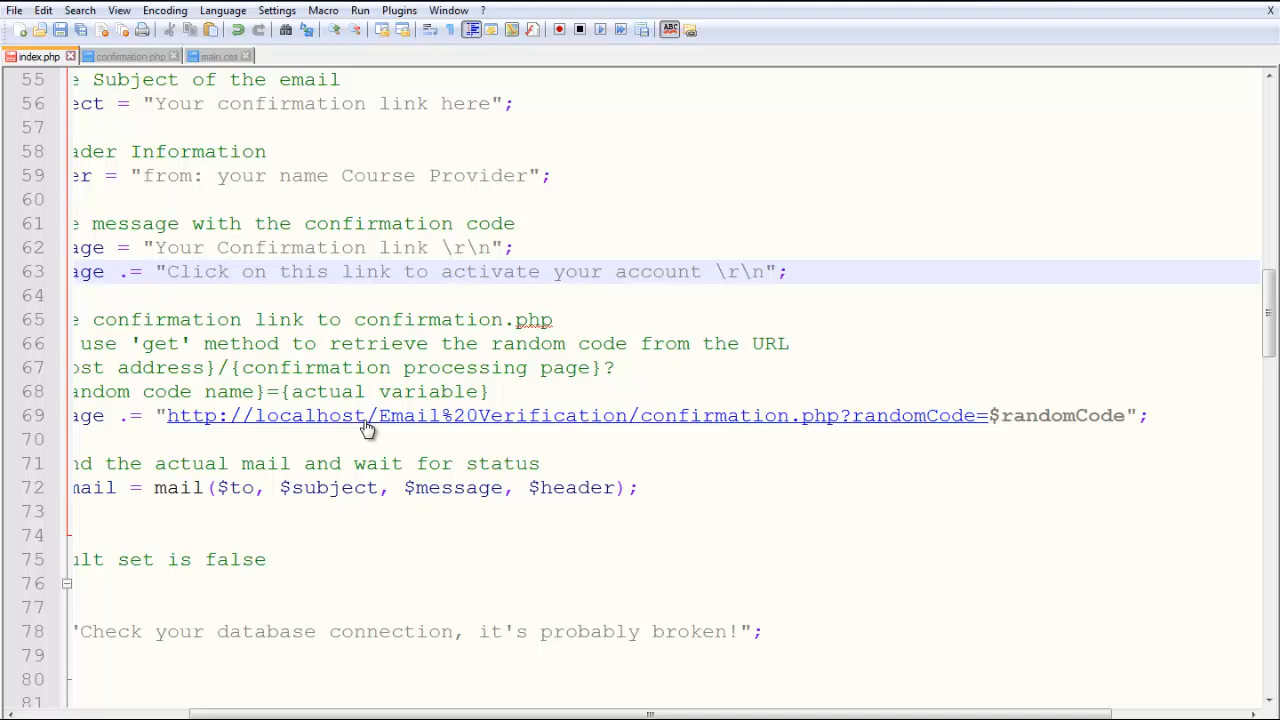 File Edit Search View Encoding Language Settings Macro Run Plugins Window ? X
index.php confirmation.php main.css
55 e Subject of the email
56 ect = "Your confirmation link here";
57
58 ader Information
59 er = "from: your name Course Provider";
60
61 e message with the confirmation code
62 age = "Your Confirmation link \r\n";
63 age .= "Click on this link to activate your account \r\n";
64
65 e confirmation link to confirmation.php
66 use 'get' method to retrieve the random code from the URL
67 ost address}/{confirmation processing page}?
68 andom code name}={actual variable}
69 age .= "http://localhost/Email%20Verification/confirmation.php?randomCode=$randomCode";
70
71 nd the actual mail and wait for status
72 mail = mail($to, $subject, $message, $header);
73
74
75 ult set is false
76
77
78 "Check your database connection, it's probably broken!";
79
80
81